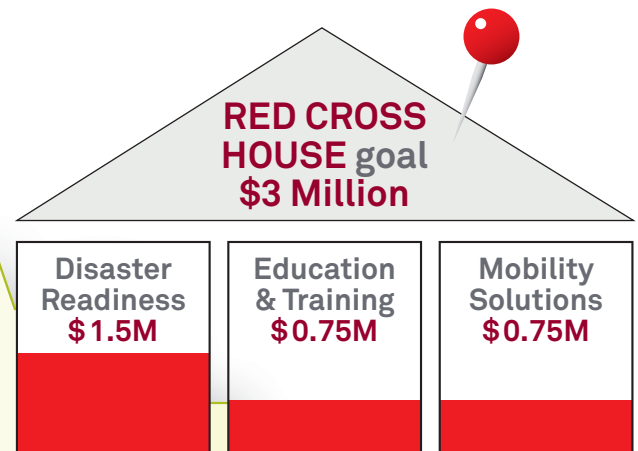 RED CROSS
HOUSE goal
$3 Million
Disaster
Readiness
$1.5M
Education
& Training
$0.75M
Mobility
Solutions
$0.75M